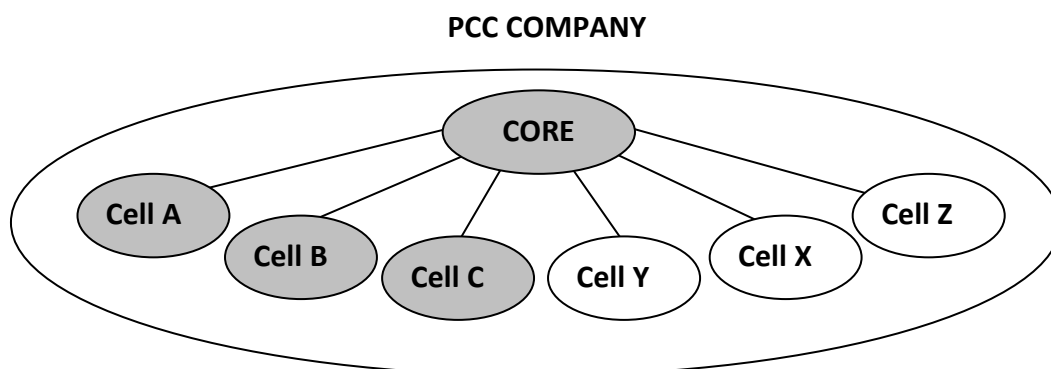 PCC COMPANY
CORE
Cell A
Cell B
Cell C
Cell Y
Cell X
Cell Z